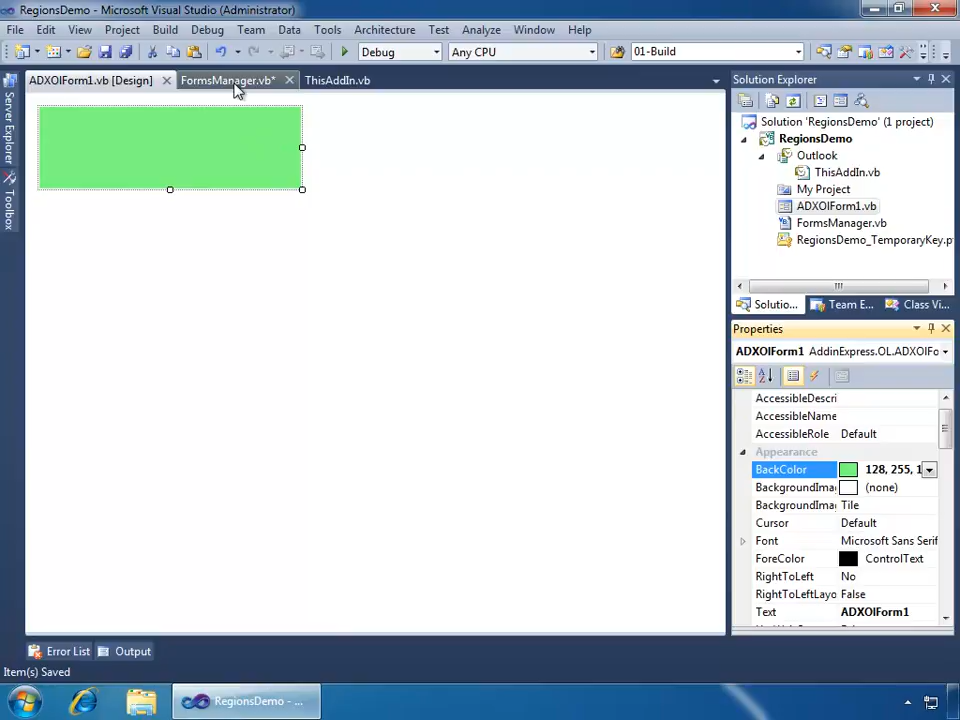 RegionsDemo - Microsoft Visual Studio (Administrator)
File Edit View Project Build Debug Team Data Tools Architecture Test Analyze Window Help
Debug Any CPU 01-Build
ADXOlForm1.vb [Design] FormsManager.vb* ThisAddIn.vb
Solution Explorer
Server Explorer
Toolbox
Solution 'RegionsDemo' (1 project)
RegionsDemo
Outlook
ThisAddIn.vb
My Project
ADXOlForm1.vb
FormsManager.vb
RegionsDemo_TemporaryKey.p
Solutio... Team E... Class Vi...
Properties
ADXOlForm1 AddinExpress.OL.ADXOlFo
AccessibleDescri
AccessibleName
AccessibleRole Default
Appearance
BackColor 128, 255, 1
BackgroundIma (none)
BackgroundIma Tile
Cursor Default
Font Microsoft Sans Serif
ForeColor ControlText
RightToLeft No
RightToLeftLayo False
Text ADXOlForm1
Error List Output
Item(s) Saved
RegionsDemo - ...